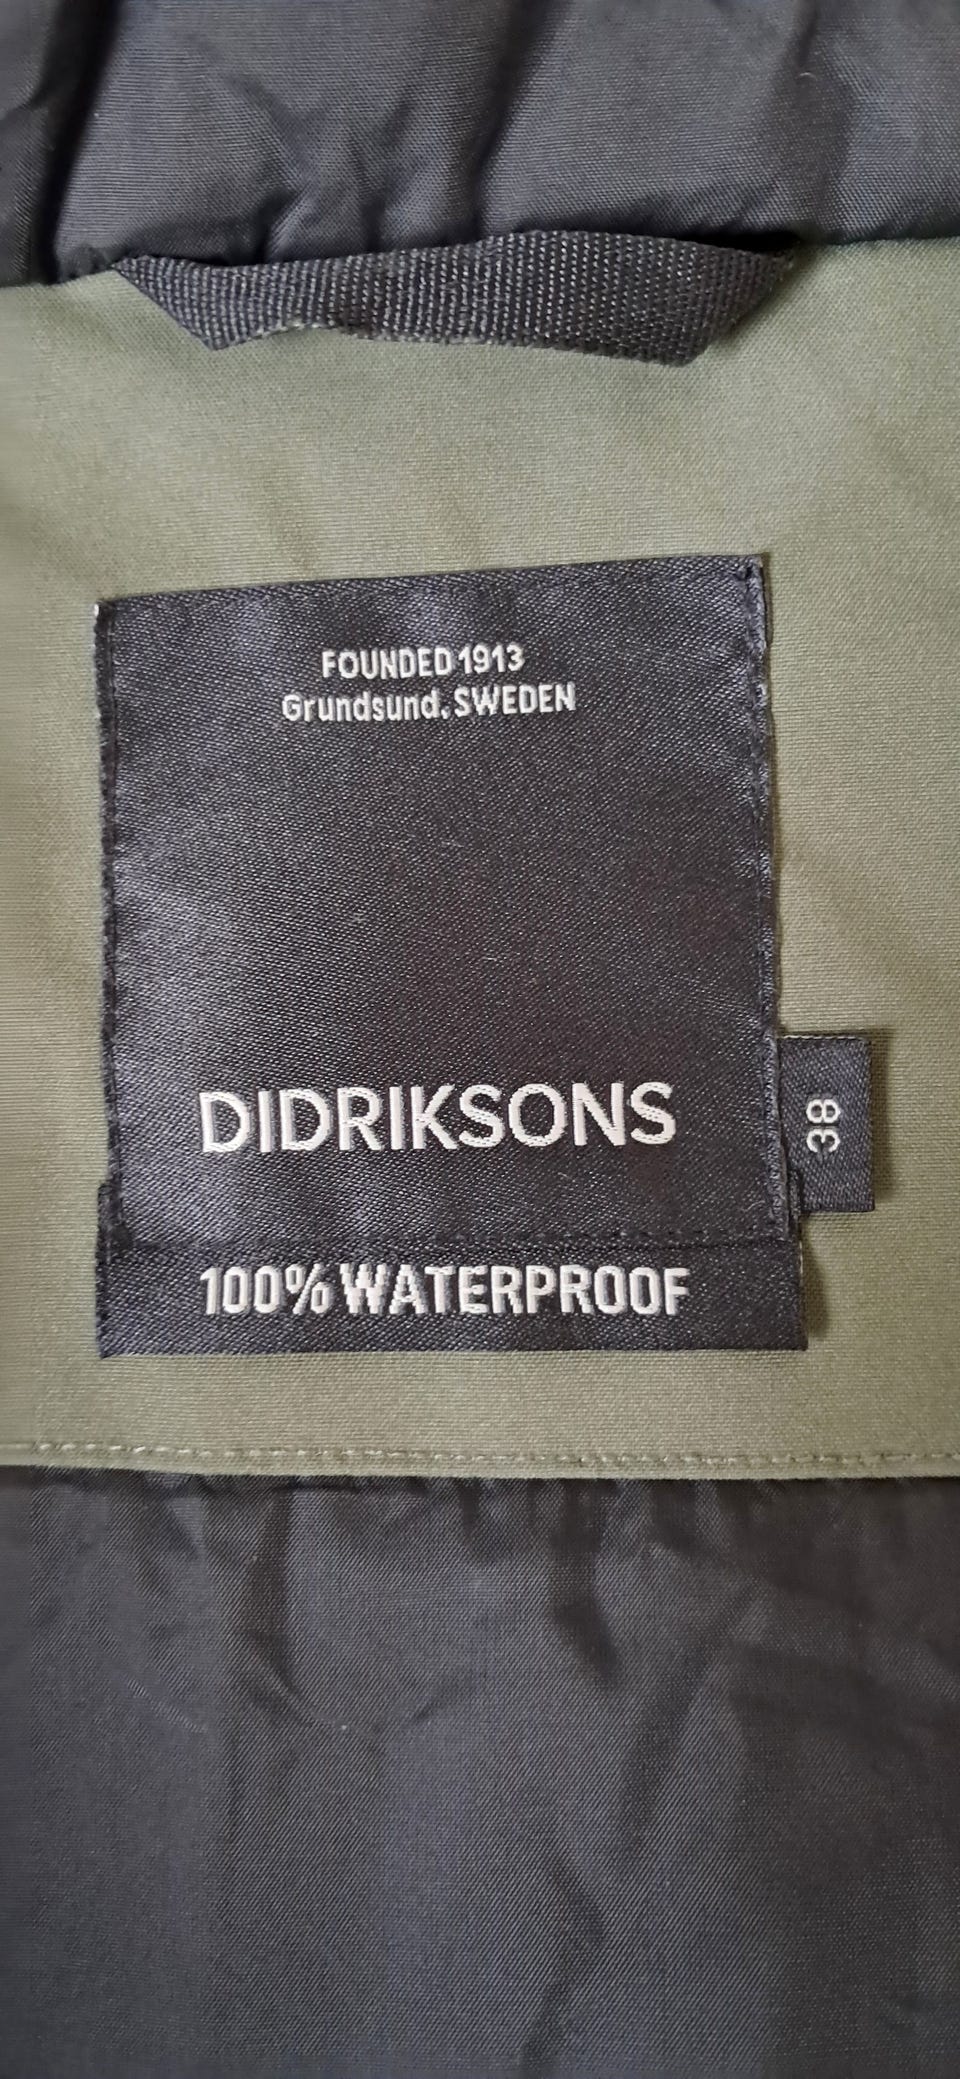 FOUNDED 1913
Grundsund. SWEDEN
DIDRIKSONS
38
100% WATERPROOF